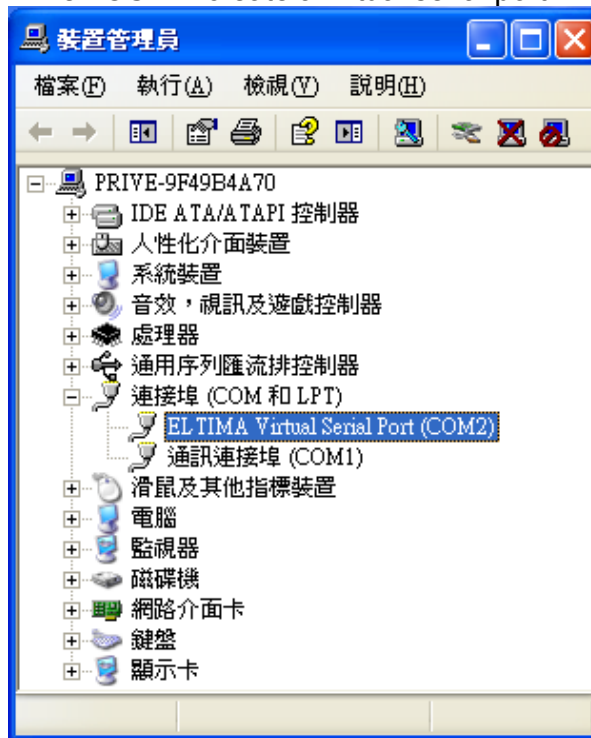 裝置管理員
檔案(F) 執行(A) 檢視(V) 說明(H)
PRIVE-9F49B4A70
IDE ATA/ATAPI 控制器
人性化介面裝置
系統裝置
音效，視訊及遊戲控制器
處理器
通用序列匯流排控制器
連接埠 (COM 和 LPT)
ELTIMA Virtual Serial Port (COM2)
通訊連接埠 (COM1)
滑鼠及其他指標裝置
電腦
監視器
磁碟機
網路介面卡
鍵盤
顯示卡